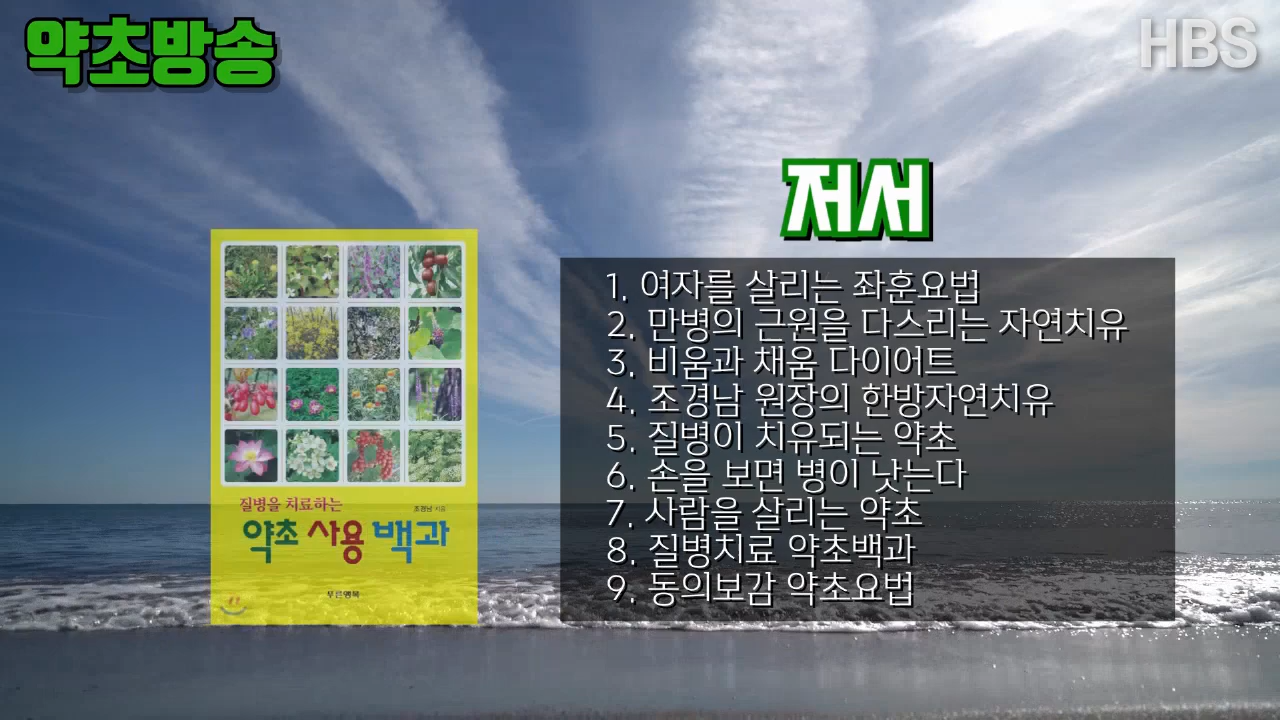 약초방송
HBS
저서
1. 여자를 살리는 좌훈요법
2. 만병의 근원을 다스리는 자연치유
3. 비움과 채움 다이어트
4. 조경남 원장의 한방자연치유
5. 질병이 치유되는 약초
6. 손을 보면 병이 낫는다
7. 사람을 살리는 약초
8. 질병치료 약초백과
9. 동의보감 약초요법
질병을 치료하는
조경남 지음
약초 사용 백과
푸른행복